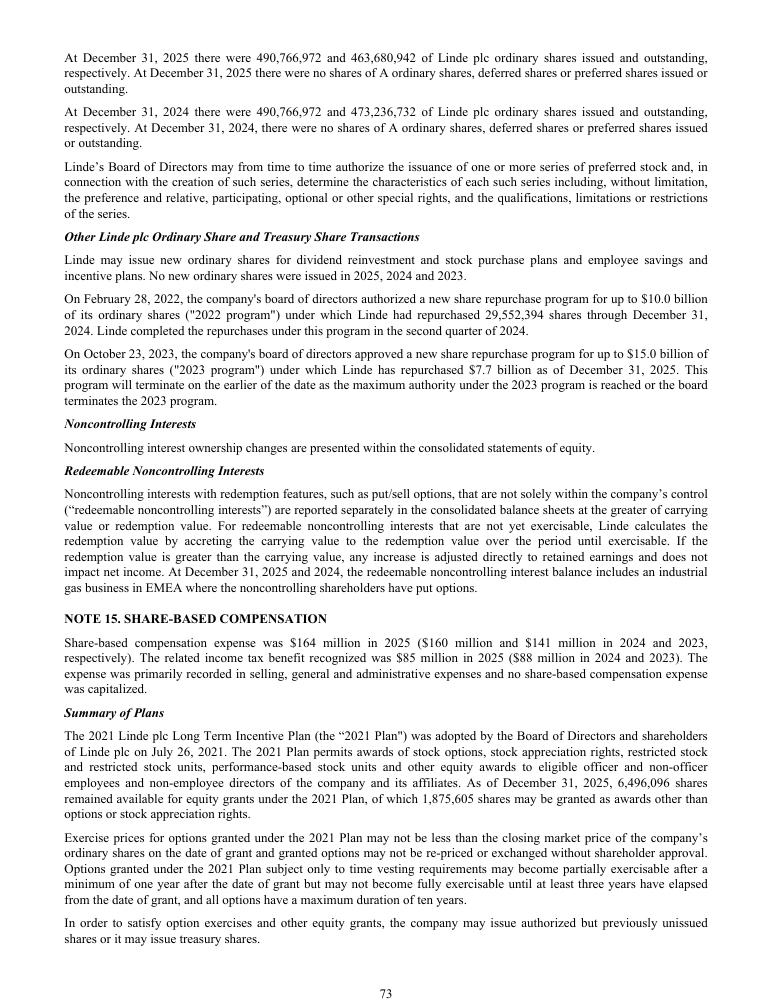 At December 31, 2025 there were 490,766,972 and 463,680,942 of Linde plc ordinary shares issued and outstanding,
respectively. At December 31, 2025 there were no shares of A ordinary shares, deferred shares or preferred shares issued or
outstanding.
At December 31, 2024 there were 490,766,972 and 473,236,732 of Linde plc ordinary shares issued and outstanding,
respectively. At December 31, 2024, there were no shares of A ordinary shares, deferred shares or preferred shares issued
or outstanding.
Linde’s Board of Directors may from time to time authorize the issuance of one or more series of preferred stock and, in
connection with the creation of such series, determine the characteristics of each such series including, without limitation,
the preference and relative, participating, optional or other special rights, and the qualifications, limitations or restrictions
of the series.
Other Linde plc Ordinary Share and Treasury Share Transactions
Linde may issue new ordinary shares for dividend reinvestment and stock purchase plans and employee savings and
incentive plans. No new ordinary shares were issued in 2025, 2024 and 2023.
On February 28, 2022, the company's board of directors authorized a new share repurchase program for up to $10.0 billion
of its ordinary shares ("2022 program") under which Linde had repurchased 29,552,394 shares through December 31,
2024. Linde completed the repurchases under this program in the second quarter of 2024.
On October 23, 2023, the company's board of directors approved a new share repurchase program for up to $15.0 billion of
its ordinary shares ("2023 program") under which Linde has repurchased $7.7 billion as of December 31, 2025. This
program will terminate on the earlier of the date as the maximum authority under the 2023 program is reached or the board
terminates the 2023 program.
Noncontrolling Interests
Noncontrolling interest ownership changes are presented within the consolidated statements of equity.
Redeemable Noncontrolling Interests
Noncontrolling interests with redemption features, such as put/sell options, that are not solely within the company’s control
(“redeemable noncontrolling interests”) are reported separately in the consolidated balance sheets at the greater of carrying
value or redemption value. For redeemable noncontrolling interests that are not yet exercisable, Linde calculates the
redemption value by accreting the carrying value to the redemption value over the period until exercisable. If the
redemption value is greater than the carrying value, any increase is adjusted directly to retained earnings and does not
impact net income. At December 31, 2025 and 2024, the redeemable noncontrolling interest balance includes an industrial
gas business in EMEA where the noncontrolling shareholders have put options.
NOTE 15. SHARE-BASED COMPENSATION
Share-based compensation expense was $164 million in 2025 ($160 million and $141 million in 2024 and 2023,
respectively). The related income tax benefit recognized was $85 million in 2025 ($88 million in 2024 and 2023). The
expense was primarily recorded in selling, general and administrative expenses and no share-based compensation expense
was capitalized.
Summary of Plans
The 2021 Linde plc Long Term Incentive Plan (the “2021 Plan") was adopted by the Board of Directors and shareholders
of Linde plc on July 26, 2021. The 2021 Plan permits awards of stock options, stock appreciation rights, restricted stock
and restricted stock units, performance-based stock units and other equity awards to eligible officer and non-officer
employees and non-employee directors of the company and its affiliates. As of December 31, 2025, 6,496,096 shares
remained available for equity grants under the 2021 Plan, of which 1,875,605 shares may be granted as awards other than
options or stock appreciation rights.
Exercise prices for options granted under the 2021 Plan may not be less than the closing market price of the company’s
ordinary shares on the date of grant and granted options may not be re-priced or exchanged without shareholder approval.
Options granted under the 2021 Plan subject only to time vesting requirements may become partially exercisable after a
minimum of one year after the date of grant but may not become fully exercisable until at least three years have elapsed
from the date of grant, and all options have a maximum duration of ten years.
In order to satisfy option exercises and other equity grants, the company may issue authorized but previously unissued
shares or it may issue treasury shares.
73